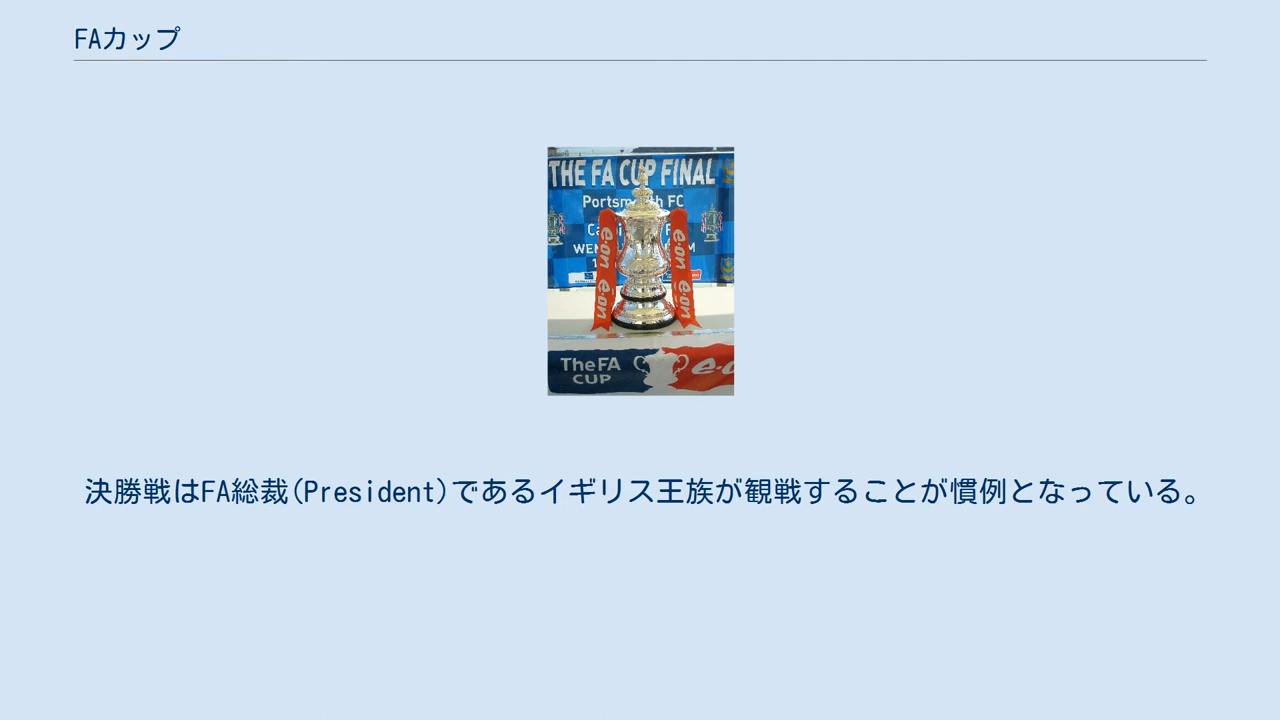 FAカップ
THE FA CUP FINAL
e·on e·on
e·on e·on
The FA
CUP
決勝戦はFA総裁(President)であるイギリス王族が観戦することが慣例となっている。